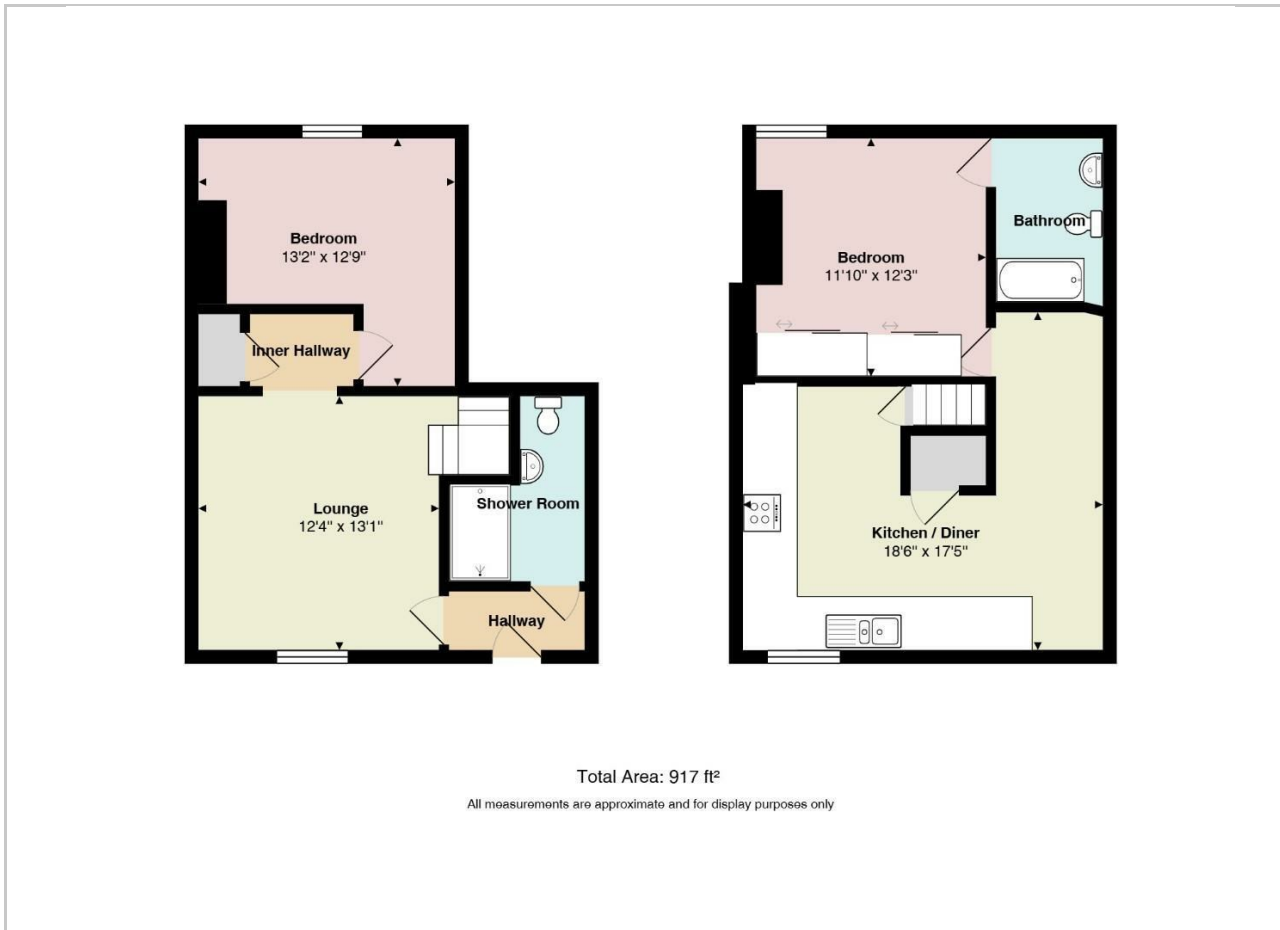 Bedroom
13'2" x 12'9"
Inner Hallway
Lounge
12'4" x 13'1"
Shower Room
Hallway
Bedroom
11'10" x 12'3"
Bathroom
Kitchen / Diner
18'6" x 17'5"
Total Area: 917 ft²
All measurements are approximate and for display purposes only